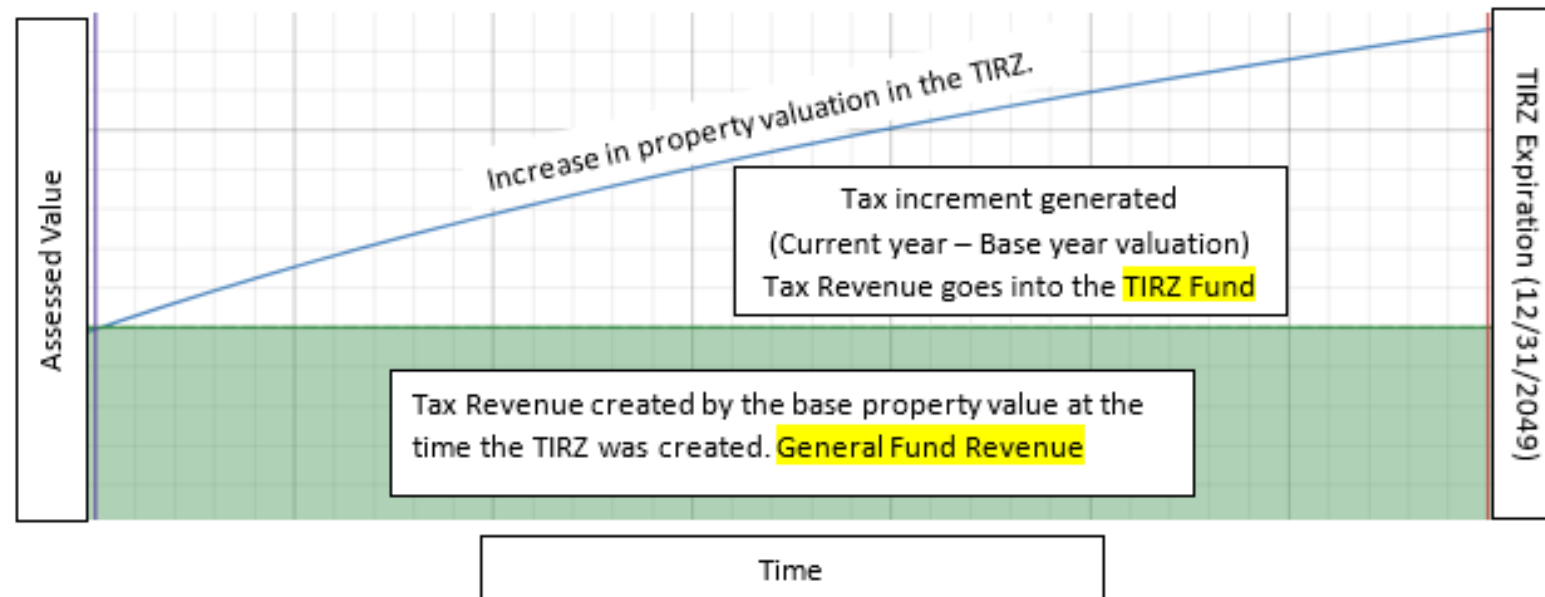 Assessed Value
Increase in property valuation in the TIRZ.
Tax increment generated
(Current year – Base year valuation)
Tax Revenue goes into the TIRZ Fund
Tax Revenue created by the base property value at the
time the TIRZ was created. General Fund Revenue
TIRZ Expiration (12/31/2049)
Time